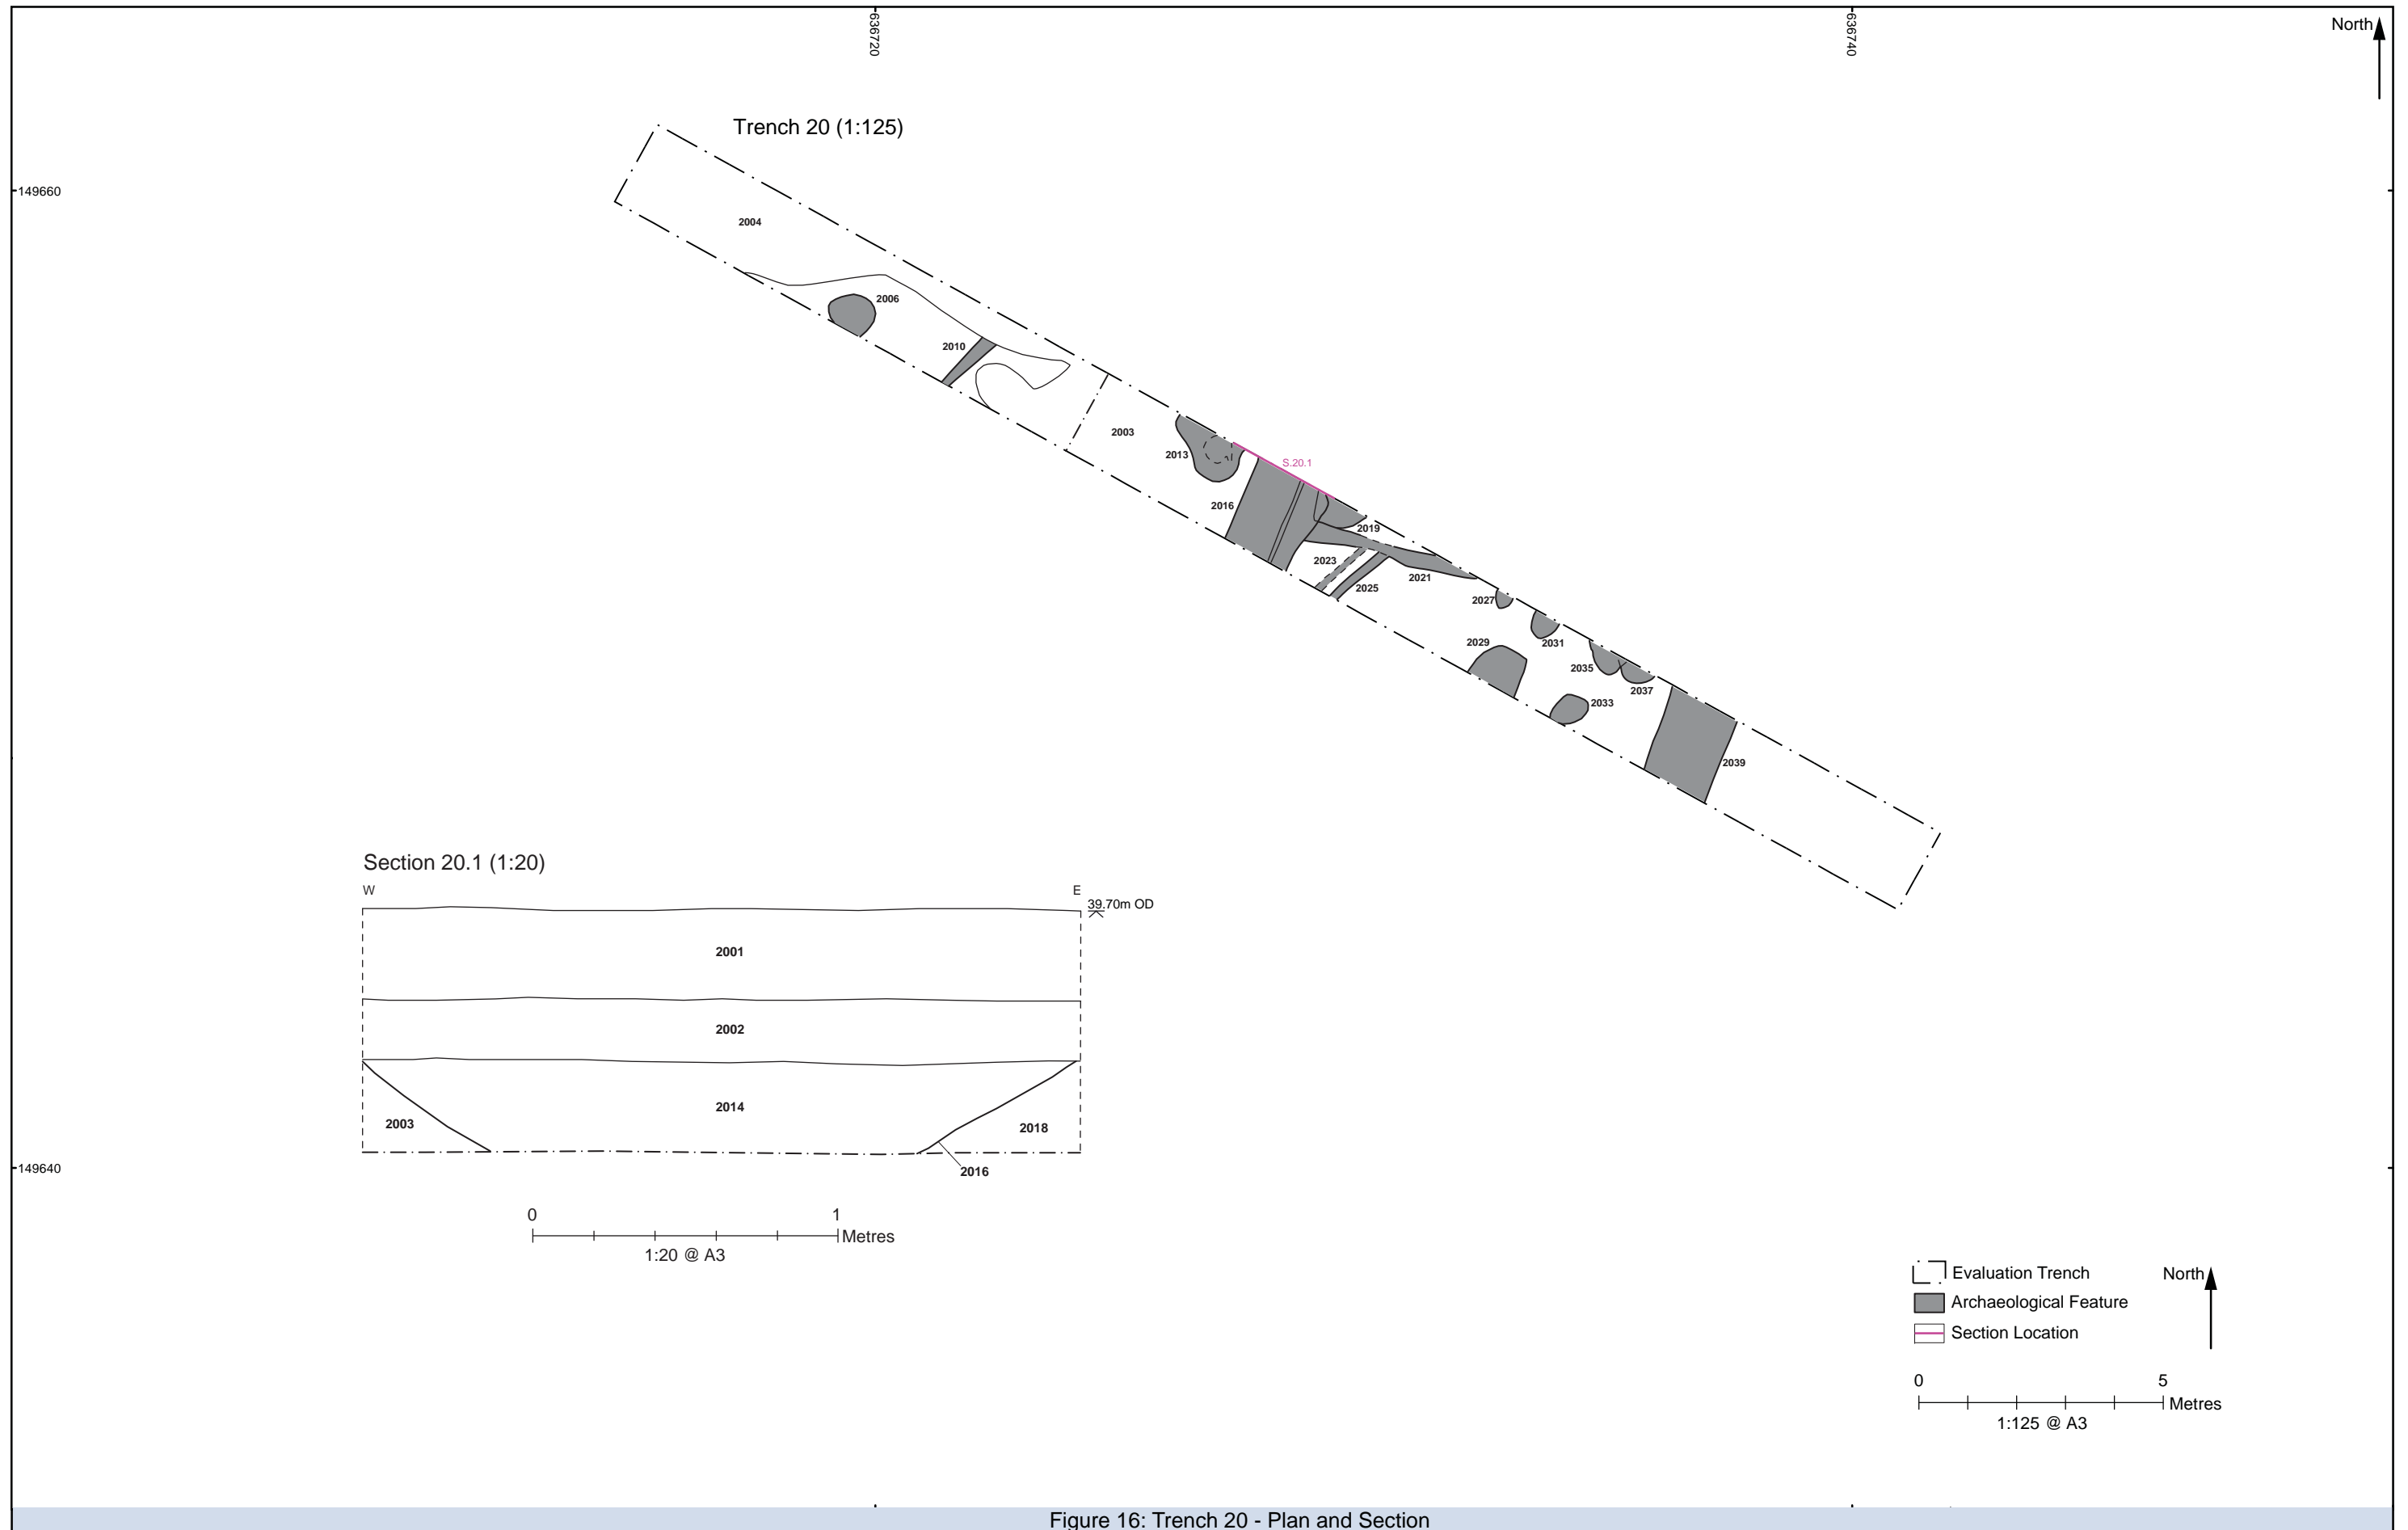 636720
636740
North
Trench 20 (1:125)
149660
2004
2006
2010
2003
2013
S.20.1
2016
2019
2023
2021
2025
2027
2031
2029
2035
2037
2033
2039
Section 20.1 (1:20)
W
E
39.70m OD
2001
2002
2014
2003
2018
2016
149640
0 1
Metres
1:20 @ A3
Evaluation Trench
North
Archaeological Feature
Section Location
0 5
Metres
1:125 @ A3
Figure 16: Trench 20 - Plan and Section